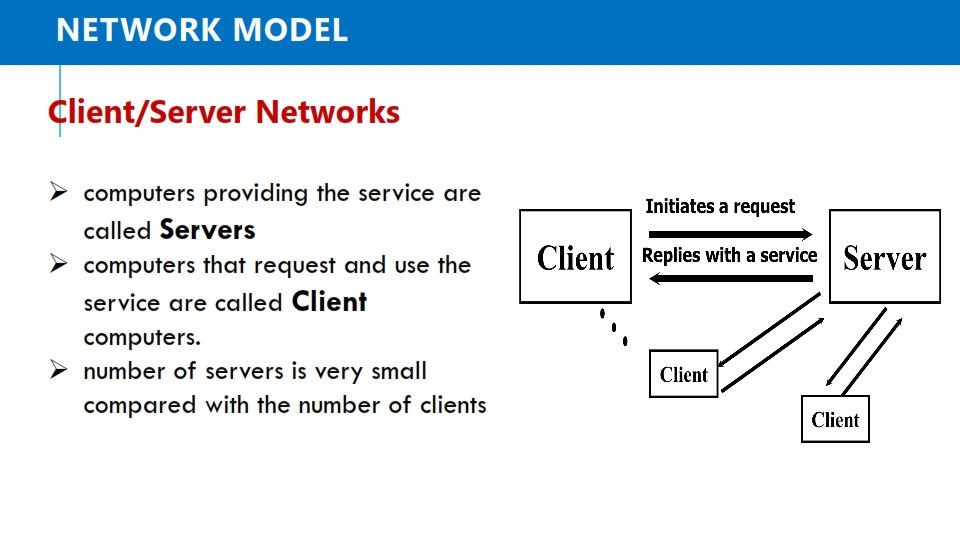 NETWORK MODEL
Client/Server Networks
➢ computers providing the service are
called Servers
➢ computers that request and use the
service are called Client
computers.
➢ number of servers is very small
compared with the number of clients
Initiates a request
Client
Replies with a service
Server
Client
Client